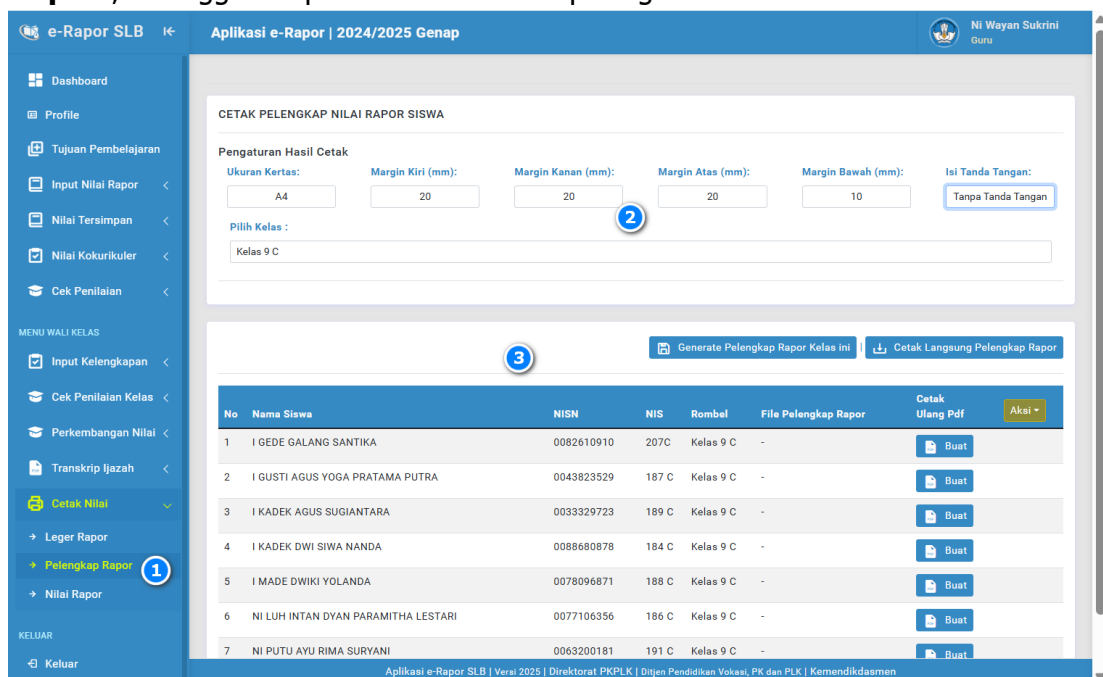 e-Rapor SLB
Aplikasi e-Rapor | 2024/2025 Genap
Ni Wayan Sukrini
Guru
Dashboard
Profile
Tujuan Pembelajaran
Input Nilai Rapor
Nilai Tersimpan
Nilai Kokurikuler
Cek Penilaian
MENU WALI KELAS
Input Kelengkapan
Cek Penilaian Kelas
Perkembangan Nilai
Transkrip Ijazah
Cetak Nilai
Leger Rapor
Pelengkap Rapor 1
Nilai Rapor
KELUAR
Keluar
CETAK PELENGKAP NILAI RAPOR SISWA
Pengaturan Hasil Cetak
Ukuran Kertas: Margin Kiri (mm): Margin Kanan (mm): Margin Atas (mm): Margin Bawah (mm): Isi Tanda Tangan:
A4 20 20 20 10 Tanpa Tanda Tangan
2
Pilih Kelas :
Kelas 9 C
3
Generate Pelengkap Rapor Kelas ini | Cetak Langsung Pelengkap Rapor
No Nama Siswa NISN NIS Rombel File Pelengkap Rapor Cetak Ulang Pdf Aksi
1 I GEDE GALANG SANTIKA 0082610910 207C Kelas 9 C - Buat
2 I GUSTI AGUS YOGA PRATAMA PUTRA 0043823529 187 C Kelas 9 C - Buat
3 I KADEK AGUS SUGIANTARA 0033329723 189 C Kelas 9 C - Buat
4 I KADEK DWI SIWA NANDA 0088680878 184 C Kelas 9 C - Buat
5 I MADE DWIKI YOLANDA 0078096871 188 C Kelas 9 C - Buat
6 NI LUH INTAN DYAN PARAMITHA LESTARI 0077106356 186 C Kelas 9 C - Buat
7 NI PUTU AYU RIMA SURYANI 0063200181 191 C Kelas 9 C - Buat
Aplikasi e-Rapor SLB | Versi 2025 | Direktorat PKPLK | Ditjen Pendidikan Vokasi, PK dan PLK | Kemendikdasmen